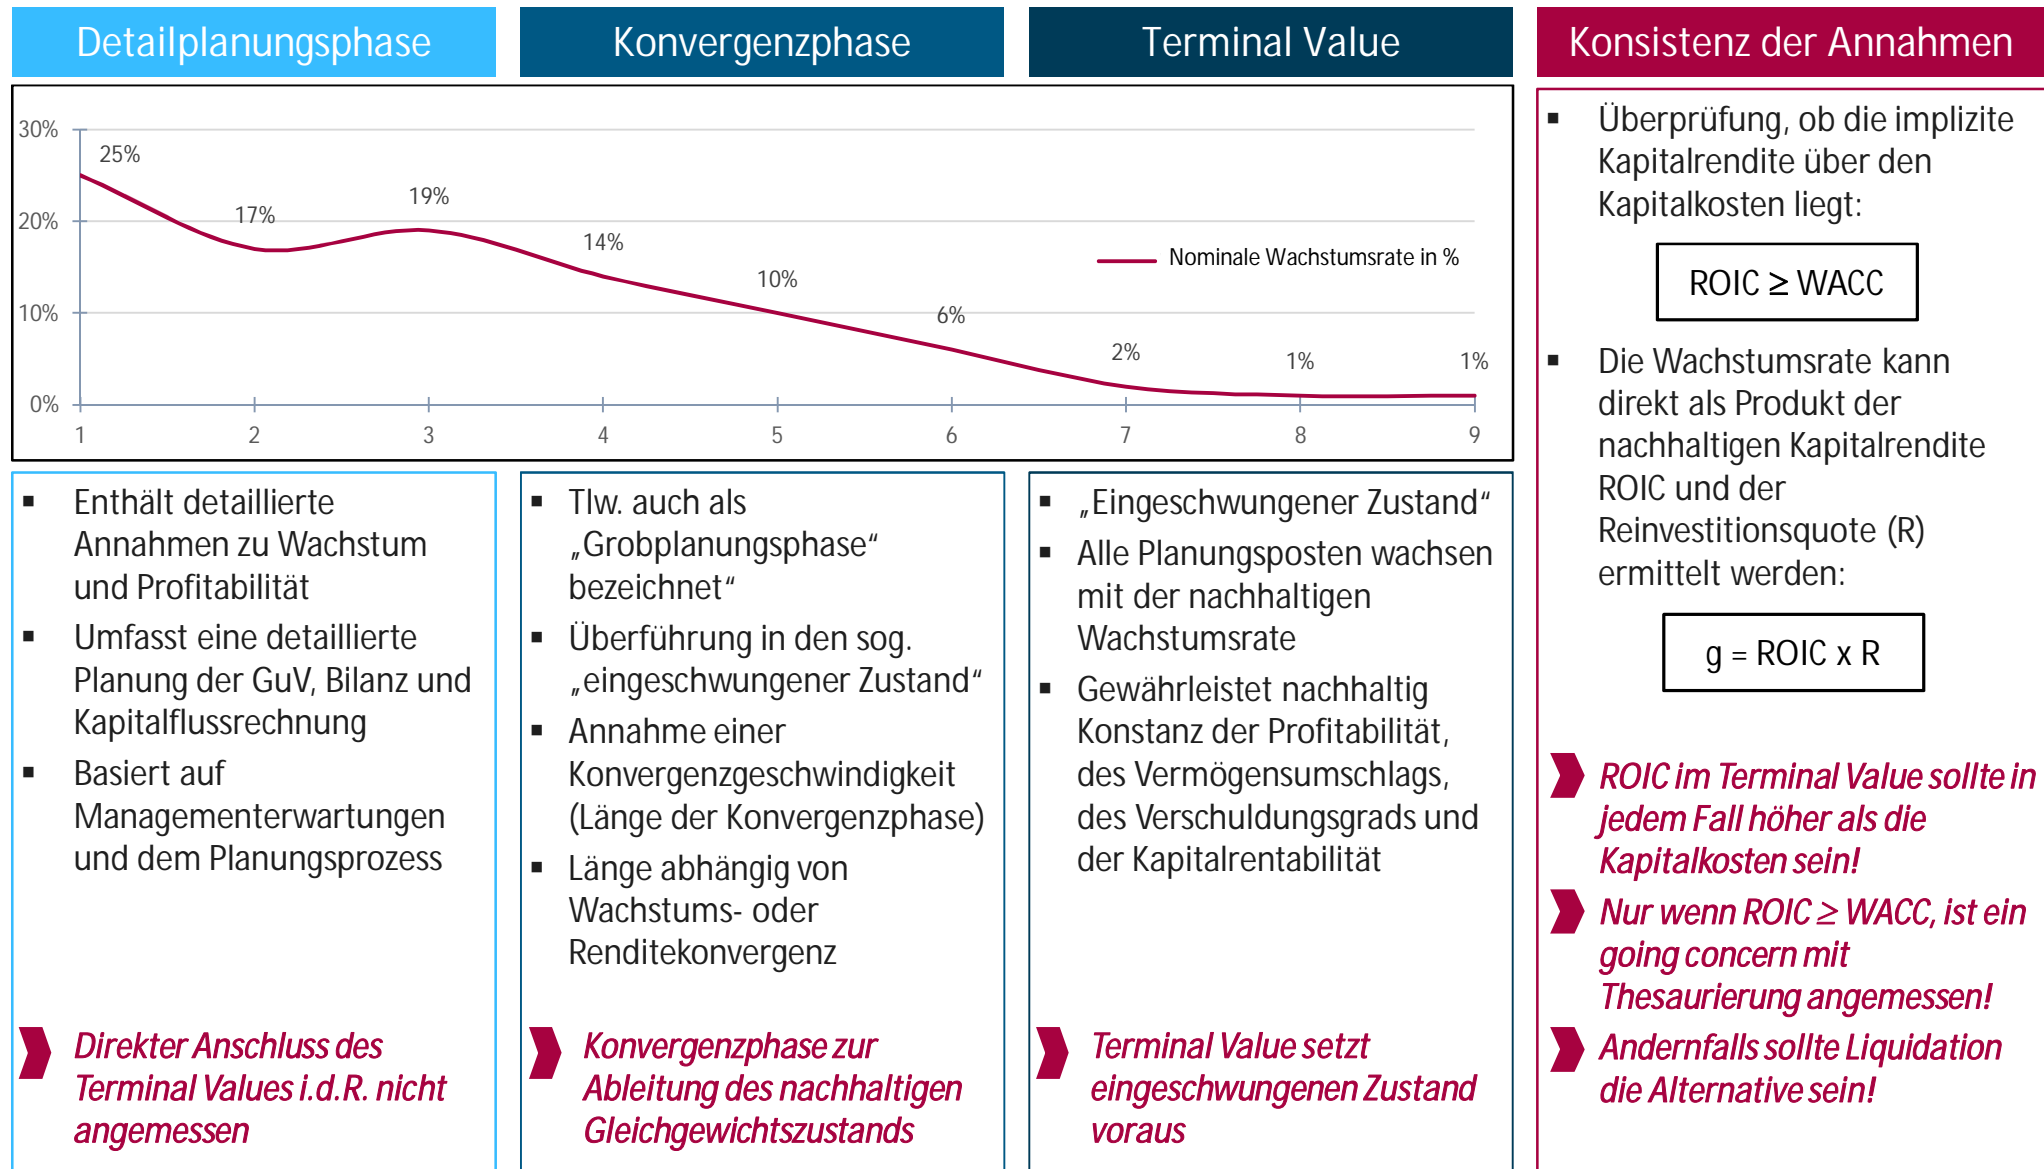 Detailplanungsphase
Konvergenzphase
Terminal Value
Konsistenz der Annahmen
30%
20%
10%
0%
25%
17%
19%
14%
10%
6%
2%
1%
1%
Nominale Wachstumsrate in %
1 2 3 4 5 6 7 8 9
▪ Enthält detaillierte
Annahmen zu Wachstum
und Profitabilität
▪ Umfasst eine detaillierte
Planung der GuV, Bilanz und
Kapitalflussrechnung
▪ Basiert auf
Managementerwartungen
und dem Planungsprozess
Direkter Anschluss des
Terminal Values i.d.R. nicht
angemessen
▪ Tlw. auch als
„Grobplanungsphase“
bezeichnet“
▪ Überführung in den sog.
„eingeschwungener Zustand“
▪ Annahme einer
Konvergenzgeschwindigkeit
(Länge der Konvergenzphase)
▪ Länge abhängig von
Wachstums- oder
Renditekonvergenz
Konvergenzphase zur
Ableitung des nachhaltigen
Gleichgewichtszustands
▪ „Eingeschwungener Zustand“
▪ Alle Planungsposten wachsen
mit der nachhaltigen
Wachstumsrate
▪ Gewährleistet nachhaltig
Konstanz der Profitabilität,
des Vermögensumschlags,
des Verschuldungsgrads und
der Kapitalrentabilität
Terminal Value setzt
eingeschwungenen Zustand
voraus
▪ Überprüfung, ob die implizite
Kapitalrendite über den
Kapitalkosten liegt:
ROIC ≥ WACC
▪ Die Wachstumsrate kann
direkt als Produkt der
nachhaltigen Kapitalrendite
ROIC und der
Reinvestitionsquote (R)
ermittelt werden:
g = ROIC x R
ROIC im Terminal Value sollte in
jedem Fall höher als die
Kapitalkosten sein!
Nur wenn ROIC ≥ WACC, ist ein
going concern mit
Thesaurierung angemessen!
Andernfalls sollte Liquidation
die Alternative sein!